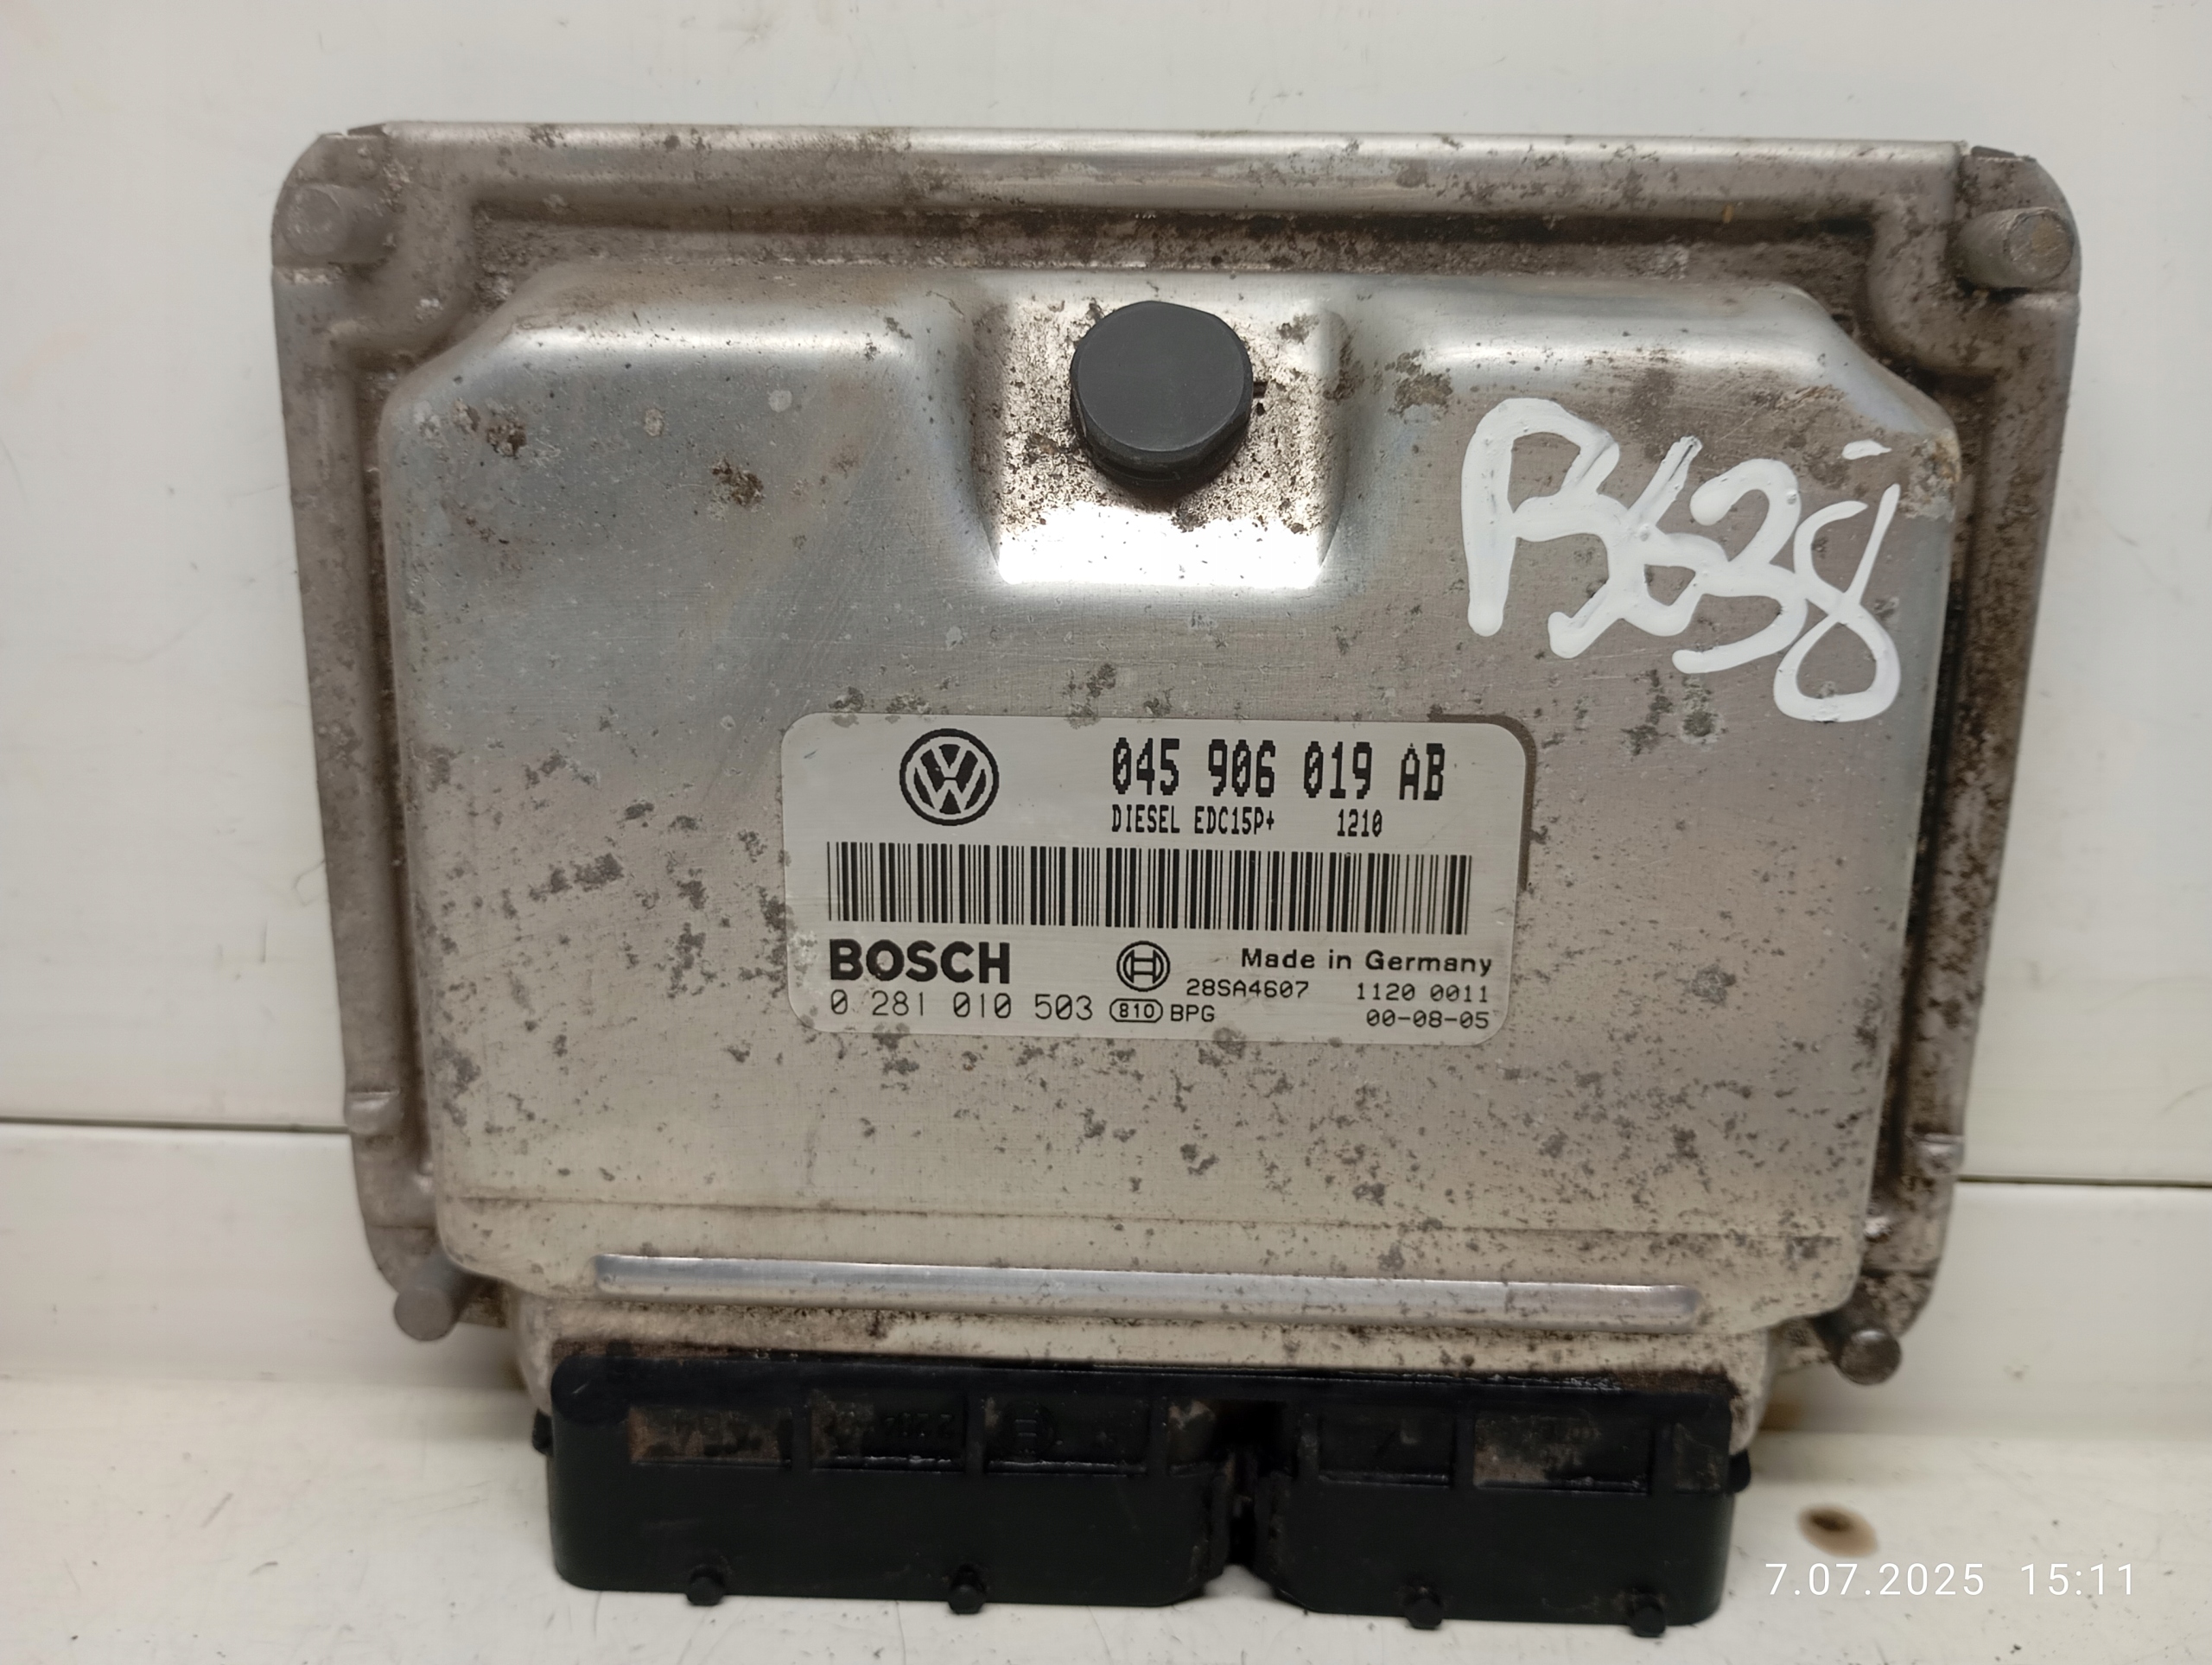 B638
045 906 019 AB
DIESEL EDC15P+ 1210
BOSCH Made in Germany
28SA4607 1120 0011
0 281 010 503 810 BPG 00-08-05
7.07.2025 15:11